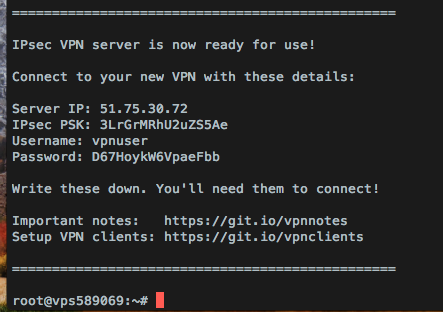 ================================================
IPsec VPN server is now ready for use!
Connect to your new VPN with these details:
Server IP: 51.75.30.72
IPsec PSK: 3LrGrMRhU2uZS5Ae
Username: vpnuser
Password: D67HoykW6VpaeFbb
Write these down. You'll need them to connect!
Important notes:   https://git.io/vpnnotes
Setup VPN clients: https://git.io/vpnclients
================================================
root@vps589069:~#